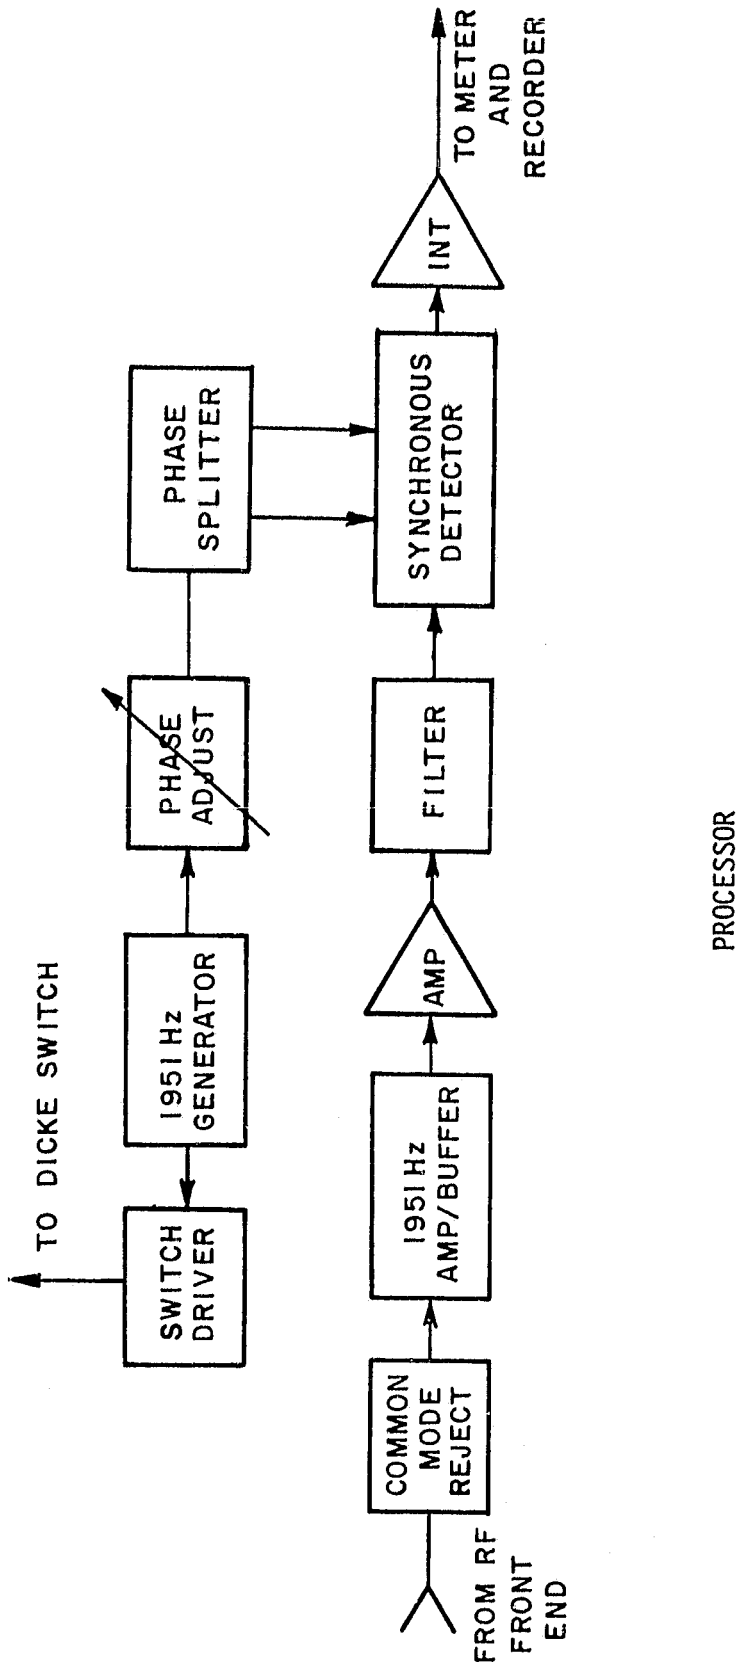 TO DICKE SWITCH
SWITCH
DRIVER
1951 Hz
GENERATOR
PHASE
ADJUST
PHASE
SPLITTER
FROM RF
FRONT
END
COMMON
MODE
REJECT
1951 Hz
AMP/BUFFER
AMP
FILTER
SYNCHRONOUS
DETECTOR
INT
TO METER
AND
RECORDER
PROCESSOR